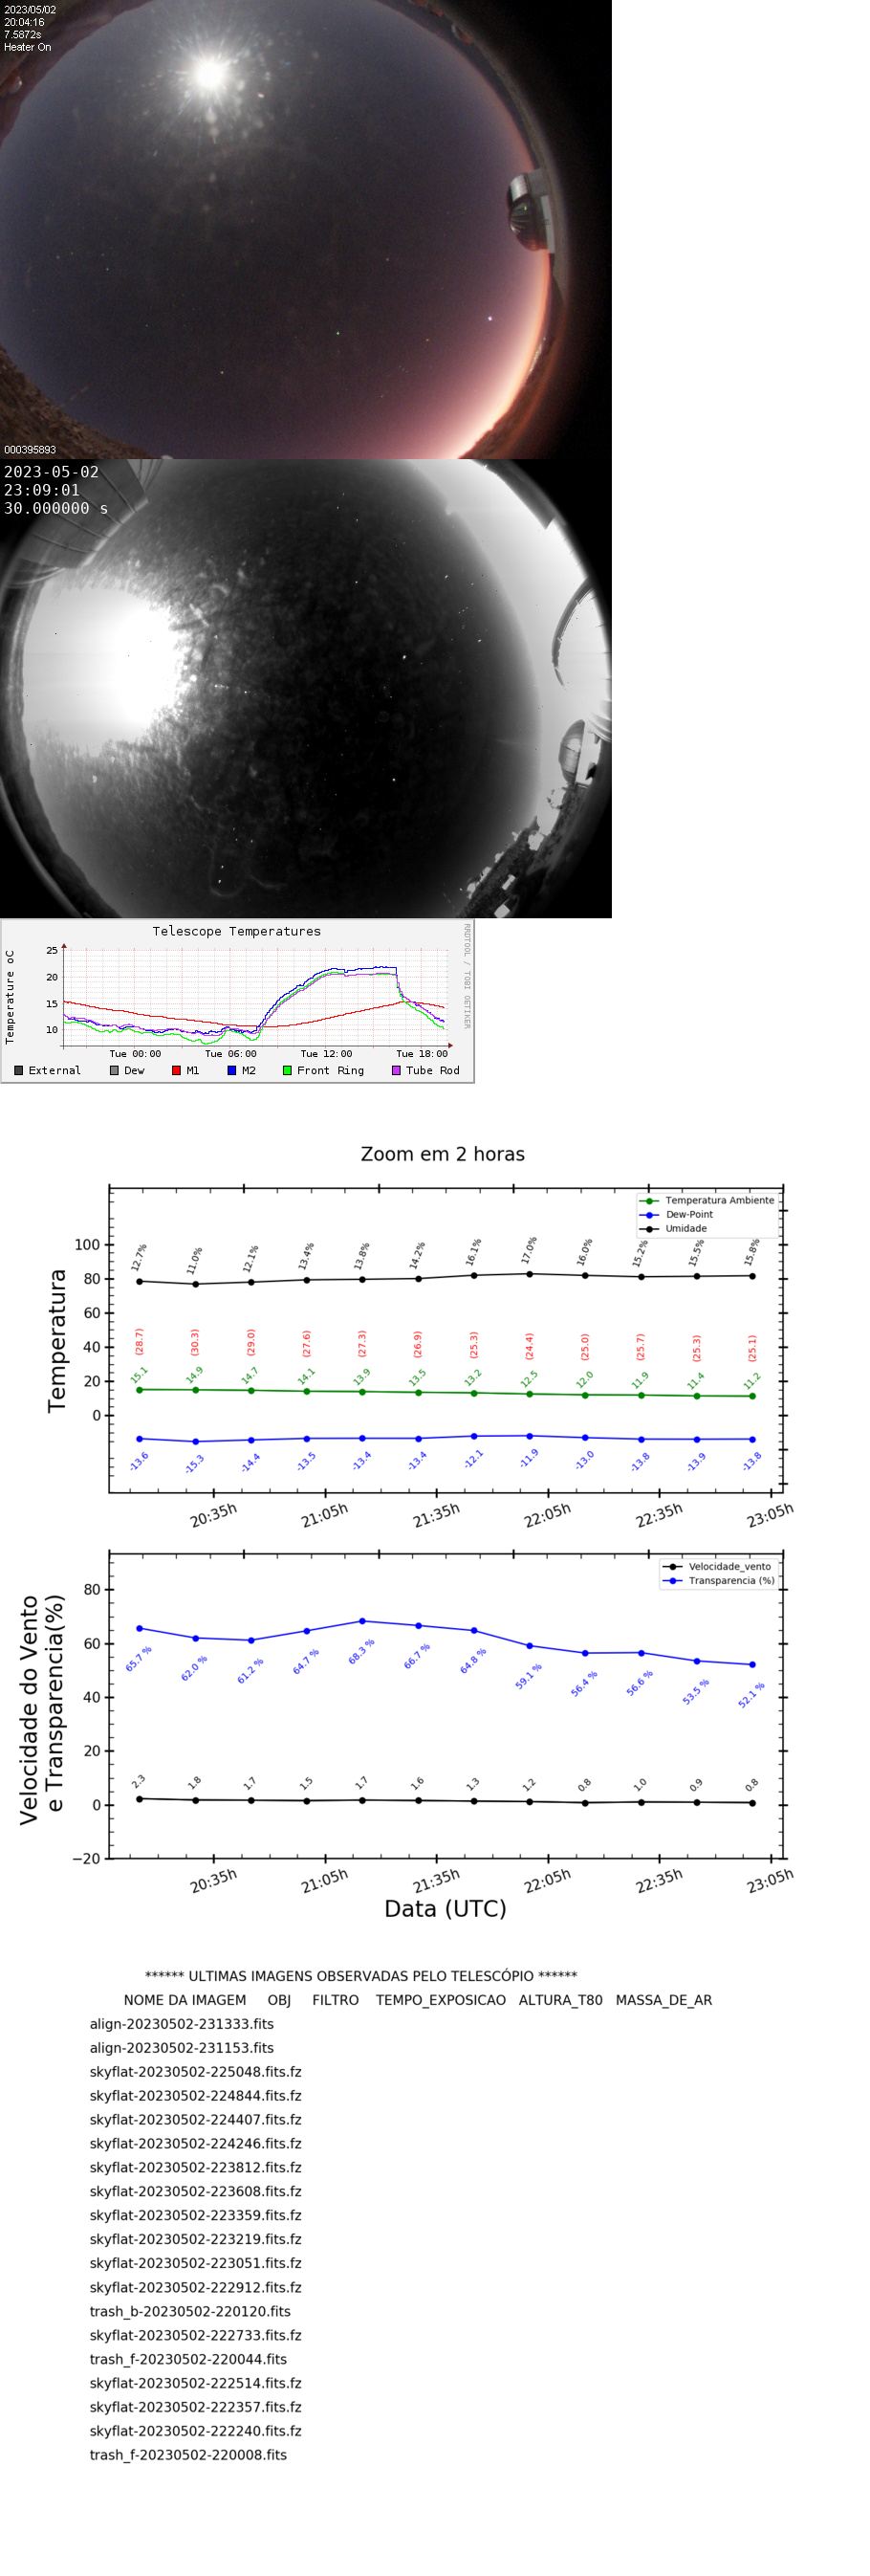 2023/05/02
20:04:16
7.5872s
Heater On
000395893
2023-05-02
23:09:01
30.000000 s
Telescope Temperatures
RRDTOOL / TOBI OETIKER
Temperature oC
25
20
15
10
Tue 00:00 Tue 06:00 Tue 12:00 Tue 18:00
External Dew M1 M2 Front Ring Tube Rod
Zoom em 2 horas
Temperatura
Temperatura Ambiente
Dew-Point
Umidade
100
80
60
40
20
0
12.7% 11.0% 12.1% 13.4% 13.8% 14.2% 16.1% 17.0% 16.0% 15.2% 15.5% 15.8%
(28.7) (30.3) (29.0) (27.6) (27.3) (26.9) (25.3) (24.4) (25.0) (25.7) (25.3) (25.1)
15.1 14.9 14.7 14.1 13.9 13.5 13.2 12.5 12.0 11.9 11.4 11.2
-13.6 -15.3 -14.4 -13.5 -13.4 -13.4 -12.1 -11.9 -13.0 -13.8 -13.9 -13.8
20:35h 21:05h 21:35h 22:05h 22:35h 23:05h
Velocidade do Vento
e Transparencia(%)
Velocidade_vento
Transparencia (%)
80
60
40
20
0
−20
65.7 % 62.0 % 61.2 % 64.7 % 68.3 % 66.7 % 64.8 % 59.1 % 56.4 % 56.6 % 53.5 % 52.1 %
2.3 1.8 1.7 1.5 1.7 1.6 1.3 1.2 0.8 1.0 0.9 0.8
20:35h 21:05h 21:35h 22:05h 22:35h 23:05h
Data (UTC)
****** ULTIMAS IMAGENS OBSERVADAS PELO TELESCÓPIO ******
NOME DA IMAGEM OBJ FILTRO TEMPO_EXPOSICAO ALTURA_T80 MASSA_DE_AR
align-20230502-231333.fits
align-20230502-231153.fits
skyflat-20230502-225048.fits.fz
skyflat-20230502-224844.fits.fz
skyflat-20230502-224407.fits.fz
skyflat-20230502-224246.fits.fz
skyflat-20230502-223812.fits.fz
skyflat-20230502-223608.fits.fz
skyflat-20230502-223359.fits.fz
skyflat-20230502-223219.fits.fz
skyflat-20230502-223051.fits.fz
skyflat-20230502-222912.fits.fz
trash_b-20230502-220120.fits
skyflat-20230502-222733.fits.fz
trash_f-20230502-220044.fits
skyflat-20230502-222514.fits.fz
skyflat-20230502-222357.fits.fz
skyflat-20230502-222240.fits.fz
trash_f-20230502-220008.fits